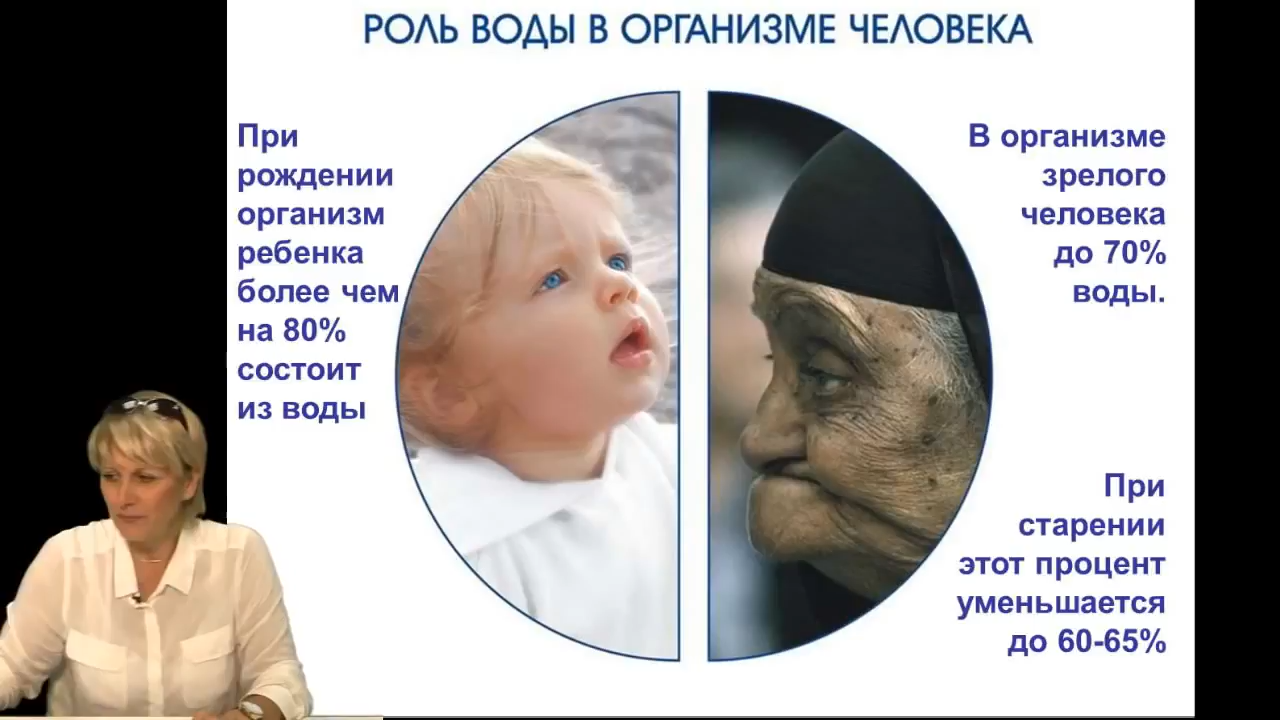 РОЛЬ ВОДЫ В ОРГАНИЗМЕ ЧЕЛОВЕКА
При
рождении
организм
ребенка
более чем
на 80%
состоит
из воды
В организме
зрелого
человека
до 70%
воды.
При
старении
этот процент
уменьшается
до 60-65%